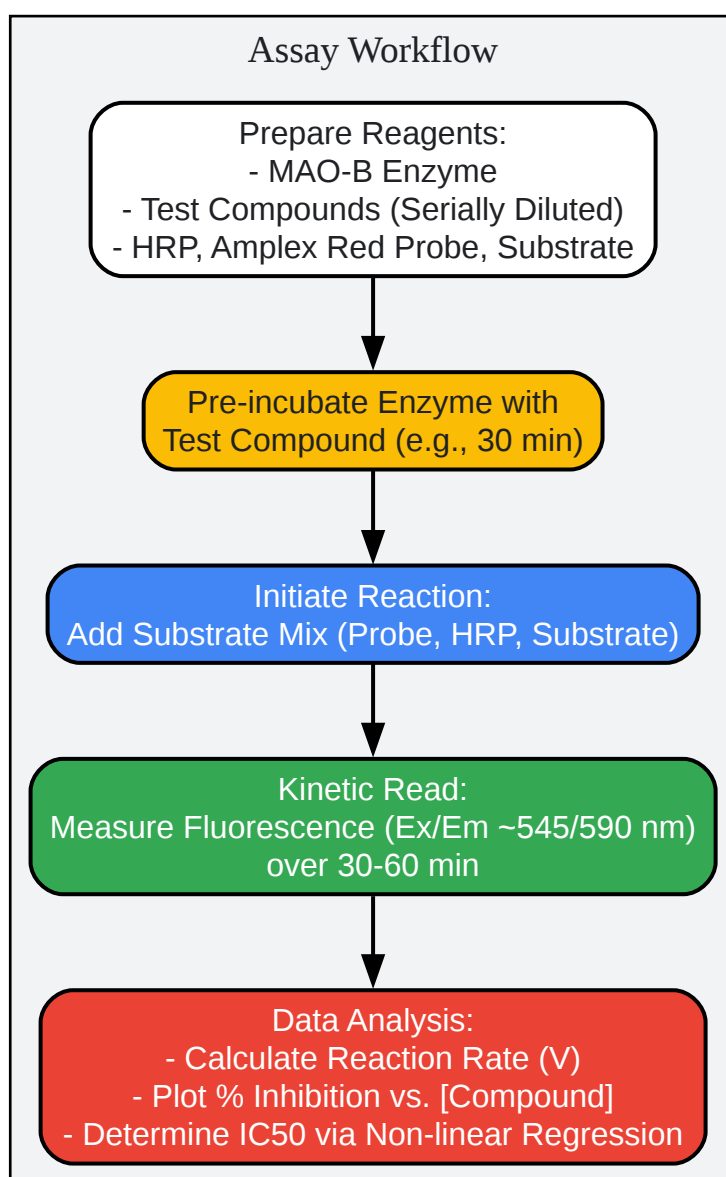 Assay Workflow
Prepare Reagents:
- MAO-B Enzyme
- Test Compounds (Serially Diluted)
- HRP, Amplex Red Probe, Substrate
Pre-incubate Enzyme with
Test Compound (e.g., 30 min)
Initiate Reaction:
Add Substrate Mix (Probe, HRP, Substrate)
Kinetic Read:
Measure Fluorescence (Ex/Em ~545/590 nm)
over 30-60 min
Data Analysis:
- Calculate Reaction Rate (V)
- Plot % Inhibition vs. [Compound]
- Determine IC50 via Non-linear Regression